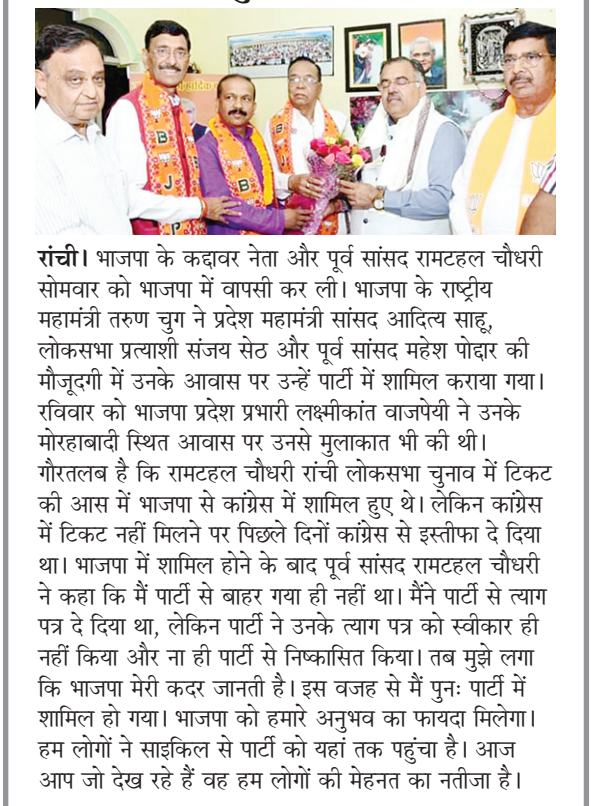 B
J
P
B
J
P
B
रांची। भाजपा के कद्दावर नेता और पूर्व सांसद रामटहल चौधरी
सोमवार को भाजपा में वापसी कर ली। भाजपा के राष्ट्रीय
महामंत्री तरुण चुग ने प्रदेश महामंत्री सांसद आदित्य साहू,
लोकसभा प्रत्याशी संजय सेठ और पूर्व सांसद महेश पोद्दार की
मौजूदगी में उनके आवास पर उन्हें पार्टी में शामिल कराया गया।
रविवार को भाजपा प्रदेश प्रभारी लक्ष्मीकांत वाजपेयी ने उनके
मोरहाबादी स्थित आवास पर उनसे मुलाकात भी की थी।
गौरतलब है कि रामटहल चौधरी रांची लोकसभा चुनाव में टिकट
की आस में भाजपा से कांग्रेस में शामिल हुए थे। लेकिन कांग्रेस
में टिकट नहीं मिलने पर पिछले दिनों कांग्रेस से इस्तीफा दे दिया
था। भाजपा में शामिल होने के बाद पूर्व सांसद रामटहल चौधरी
ने कहा कि मैं पार्टी से बाहर गया ही नहीं था। मैंने पार्टी से त्याग
पत्र दे दिया था, लेकिन पार्टी ने उनके त्याग पत्र को स्वीकार ही
नहीं किया और ना ही पार्टी से निष्कासित किया। तब मुझे लगा
कि भाजपा मेरी कदर जानती है। इस वजह से मैं पुनः पार्टी में
शामिल हो गया। भाजपा को हमारे अनुभव का फायदा मिलेगा।
हम लोगों ने साइकिल से पार्टी को यहां तक पहुंचा है। आज
आप जो देख रहे हैं वह हम लोगों की मेहनत का नतीजा है।